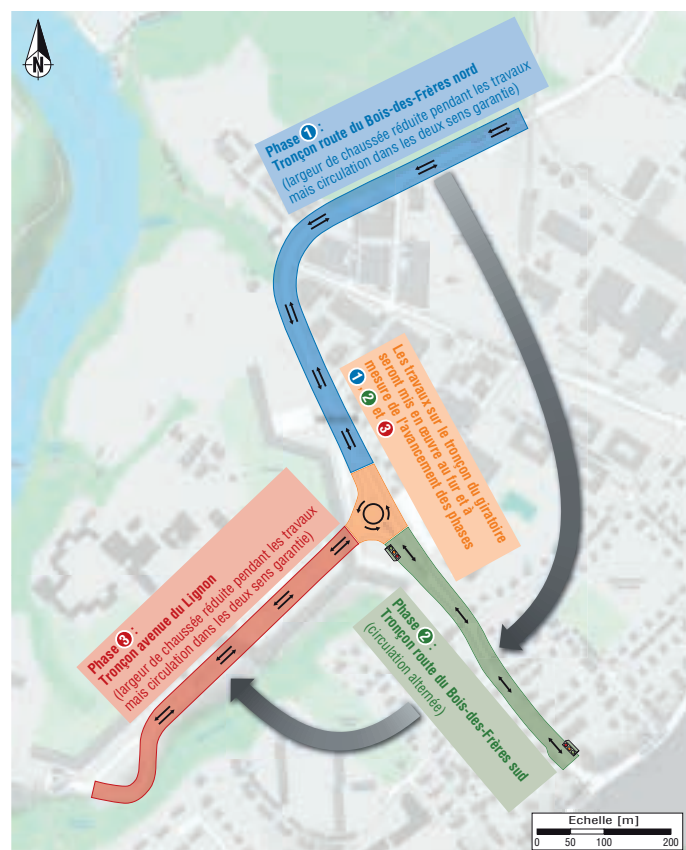 N
Phase 1 :
Tronçon route du Bois-des-Frères nord
(largeur de chaussée réduite pendant les travaux
mais circulation dans les deux sens garantie)
Les travaux sur le tronçon du giratoire
seront mis en œuvre au fur et à
mesure de l'avancement des phases
1, 2 et 3
Phase 3 :
Tronçon avenue du Lignon
(largeur de chaussée réduite pendant les travaux
mais circulation dans les deux sens garantie)
Phase 2 :
Tronçon route du Bois-des-Frères sud
(circulation alternée)
Echelle [m]
0 50 100 200